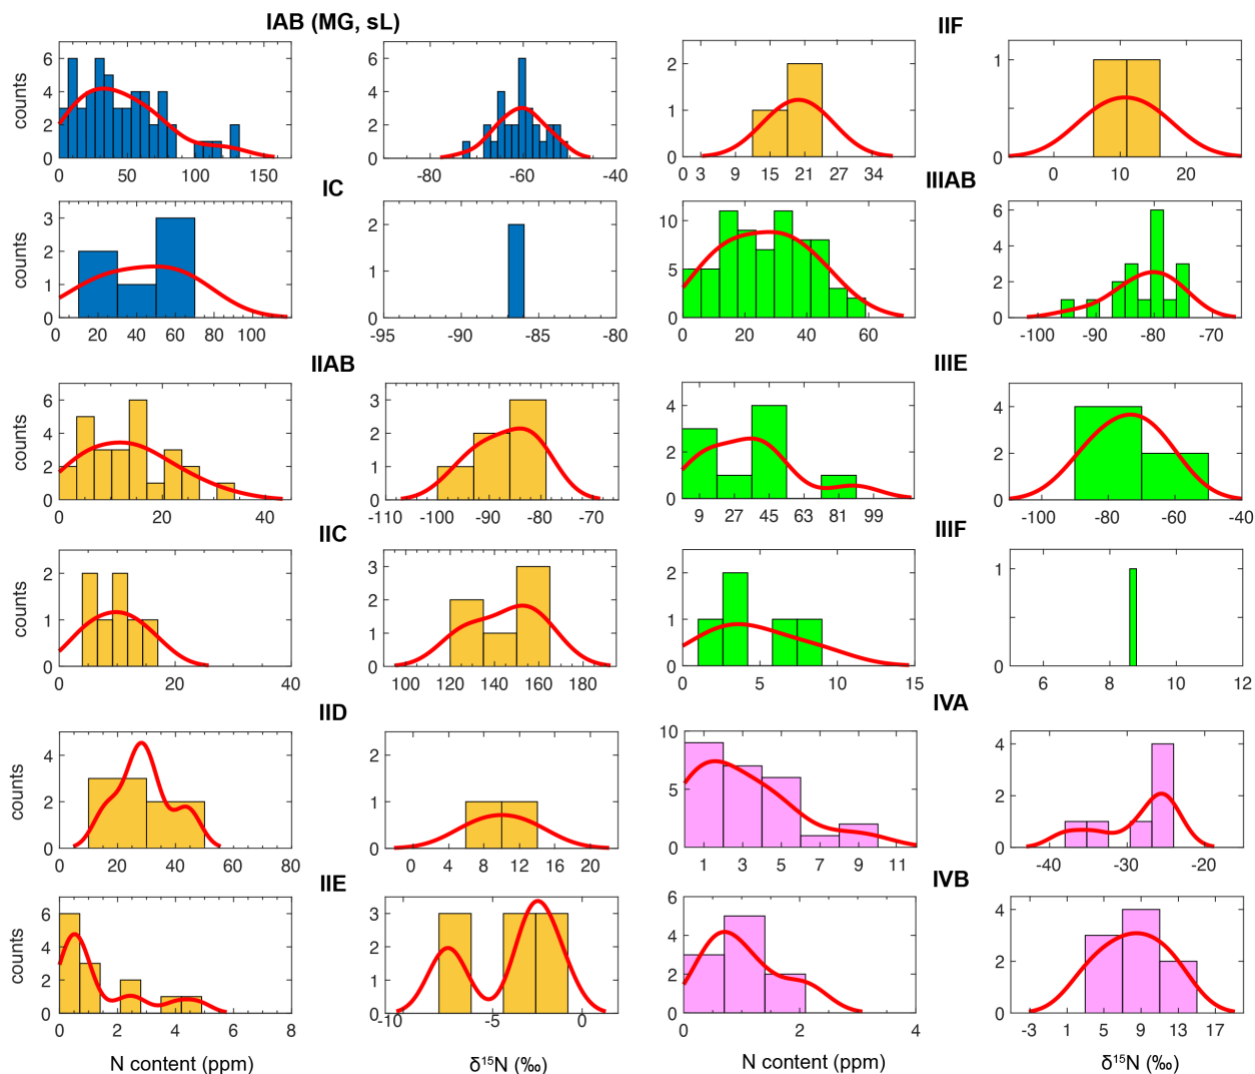 IAB (MG, sL)
IIF
counts
6
4
2
0
0 50 100 150
6
4
2
0
-80 -60 -40
2
1
0
0 3 9 15 21 27 34
1
0
0 20
IC
IIIAB
counts
3
2
1
0
20 40 60 80 100
2
1
0
-95 -90 -85 -80
10
5
0
0 20 40 60
6
4
2
0
-100 -90 -80 -70
IIAB
IIIE
counts
6
4
2
0
0 20 40
3
2
1
0
-110 -100 -90 -80 -70
4
2
0
9 27 45 63 81 99
4
2
0
-100 -80 -60 -40
IIC
IIIF
counts
2
1
0
0 20 40
3
2
1
0
100 120 140 160 180
2
1
0
0 5 10 15
1
0
6 8 10 12
IID
IVA
counts
4
2
0
0 20 40 60 80
2
1
0
0 4 8 12 16 20
10
5
0
1 3 5 7 9 11
4
2
0
-40 -30 -20
IIE
IVB
counts
6
4
2
0
0 2 4 6 8
3
2
1
0
-10 -5 0
6
4
2
0
0 2 4
4
2
0
-3 1 5 9 13 17
N content (ppm)
δ¹⁵N (‰)
N content (ppm)
δ¹⁵N (‰)